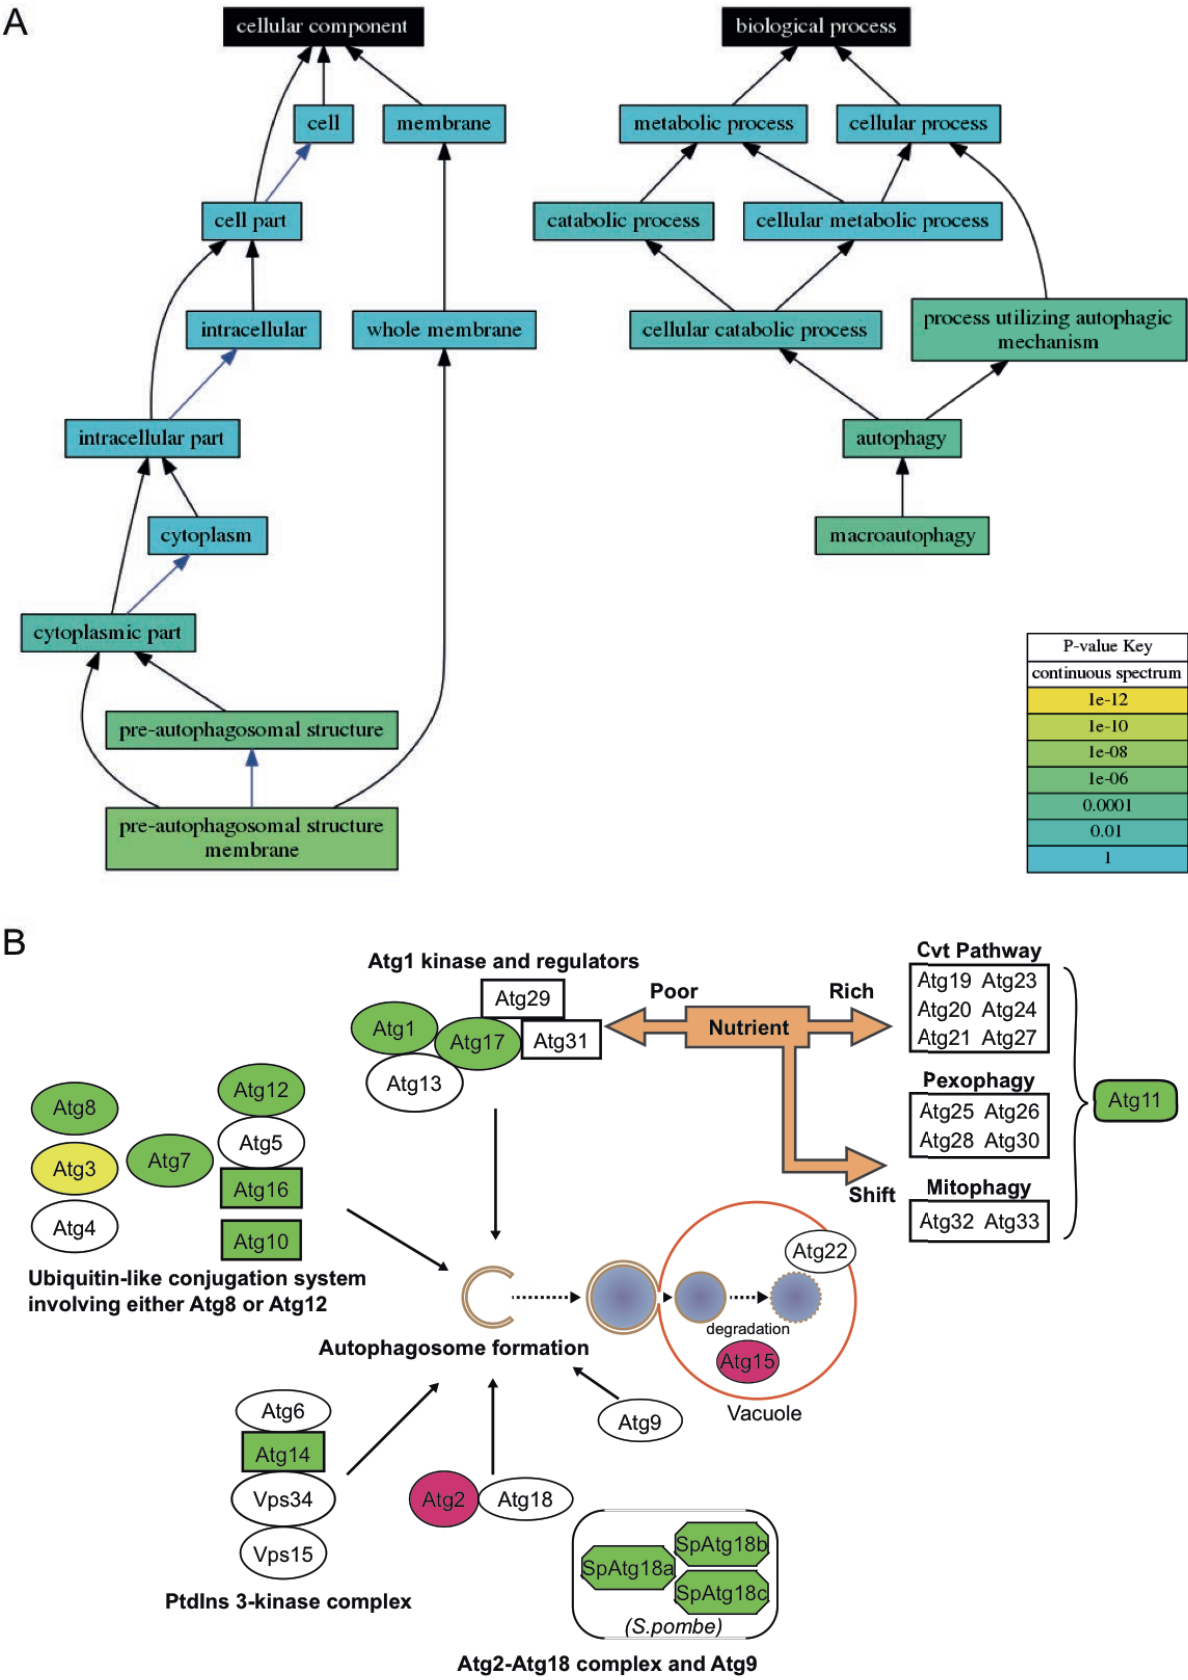 A
cellular component
biological process
cell
membrane
metabolic process
cellular process
cell part
catabolic process
cellular metabolic process
intracellular
whole membrane
cellular catabolic process
process utilizing autophagic
mechanism
intracellular part
autophagy
cytoplasm
macroautophagy
cytoplasmic part
pre-autophagosomal structure
pre-autophagosomal structure
membrane
P-value Key
continuous spectrum
1e-12
1e-10
1e-08
1e-06
0.0001
0.01
1
B
Atg1 kinase and regulators
Atg29
Atg1
Atg17
Atg31
Atg13
Poor
Nutrient
Rich
Shift
Cvt Pathway
Atg19 Atg23
Atg20 Atg24
Atg21 Atg27
Pexophagy
Atg25 Atg26
Atg28 Atg30
Mitophagy
Atg32 Atg33
Atg11
Atg8
Atg3
Atg4
Atg7
Atg12
Atg5
Atg16
Atg10
Ubiquitin-like conjugation system
involving either Atg8 or Atg12
Autophagosome formation
Atg22
degradation
Atg15
Vacuole
Atg9
Atg6
Atg14
Vps34
Vps15
PtdIns 3-kinase complex
Atg2
Atg18
SpAtg18a
SpAtg18b
SpAtg18c
(S.pombe)
Atg2-Atg18 complex and Atg9